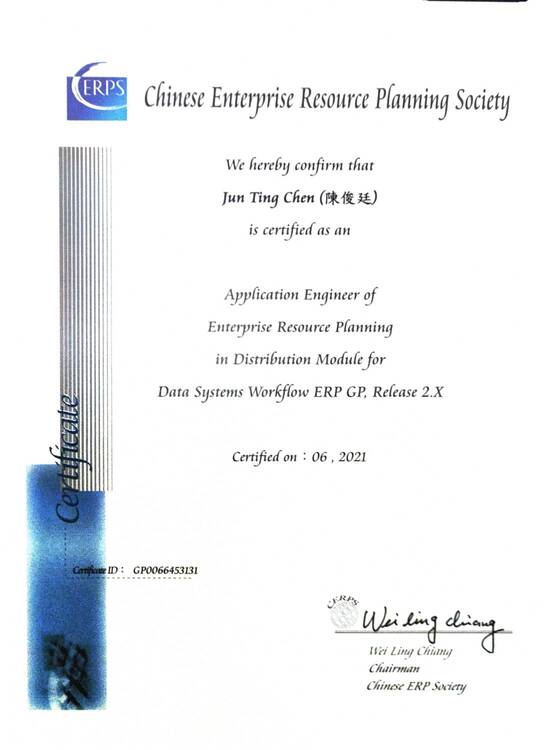 CERPS
Chinese Enterprise Resource Planning Society
We hereby confirm that
Jun Ting Chen (陳俊廷)
is certified as an
Application Engineer of
Enterprise Resource Planning
in Distribution Module for
Data Systems Workflow ERP GP, Release 2.X
Certified on：06 , 2021
Certificate
Certificate ID： GP0066453131
CERPS
Wei ling chiang
Wei Ling Chiang
Chairman
Chinese ERP Society